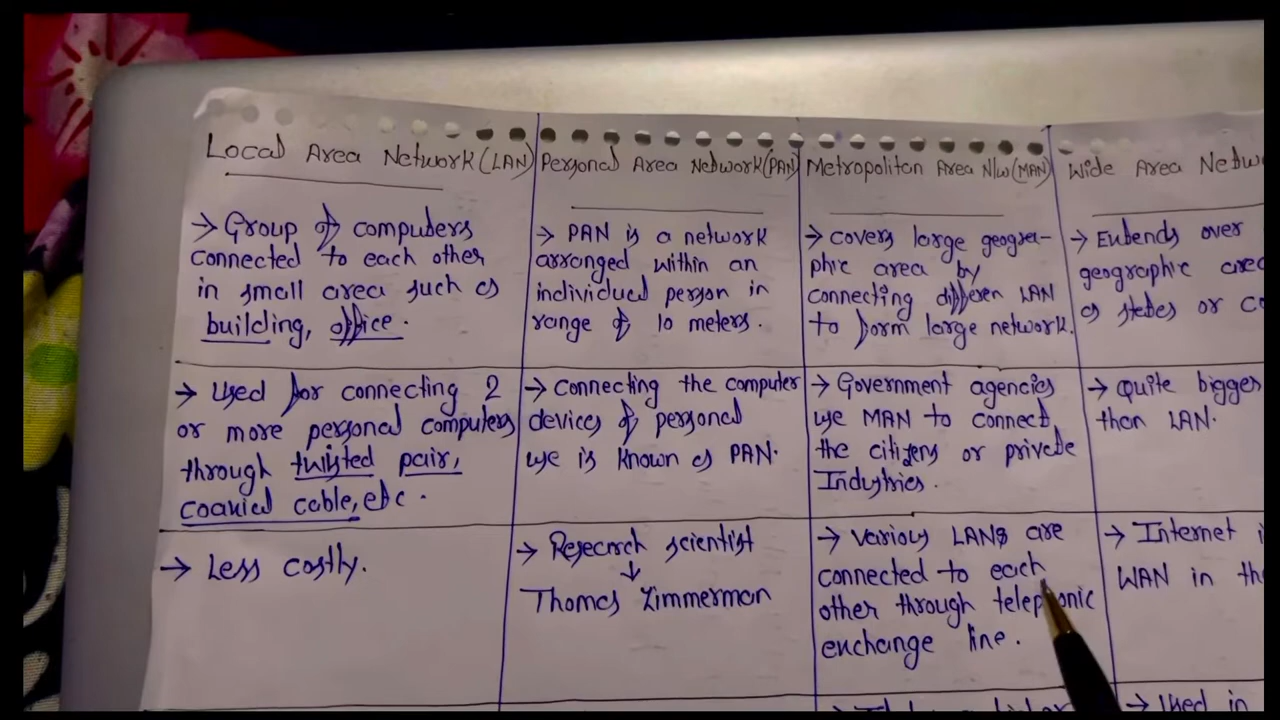 Local Area Network (LAN)
→ Group of computers
connected to each other
in small area such as
building, office.
→ Used for connecting 2
or more personal computers
through twisted pair,
coaxial cable, etc.
→ Less costly.
Personal Area Network (PAN)
→ PAN is a network
arranged within an
individual person in
range of 10 meters.
→ Connecting the computer
devices of personal
use is known as PAN.
→ Research scientist
↓
Thomas Zimmerman
Metropolitan Area N/w (MAN)
→ covers large geogra-
phic area by
connecting differen LAN
to form large network.
→ Government agencies
use MAN to connect
the citizens or private
Industries.
→ Various LANs are
connected to each
other through telephonic
exchange line.
Wide Area
→ Extends over
geographic
as states or
→ Quite bigges
than LAN.
→ Internet
WAN in
→ Used in